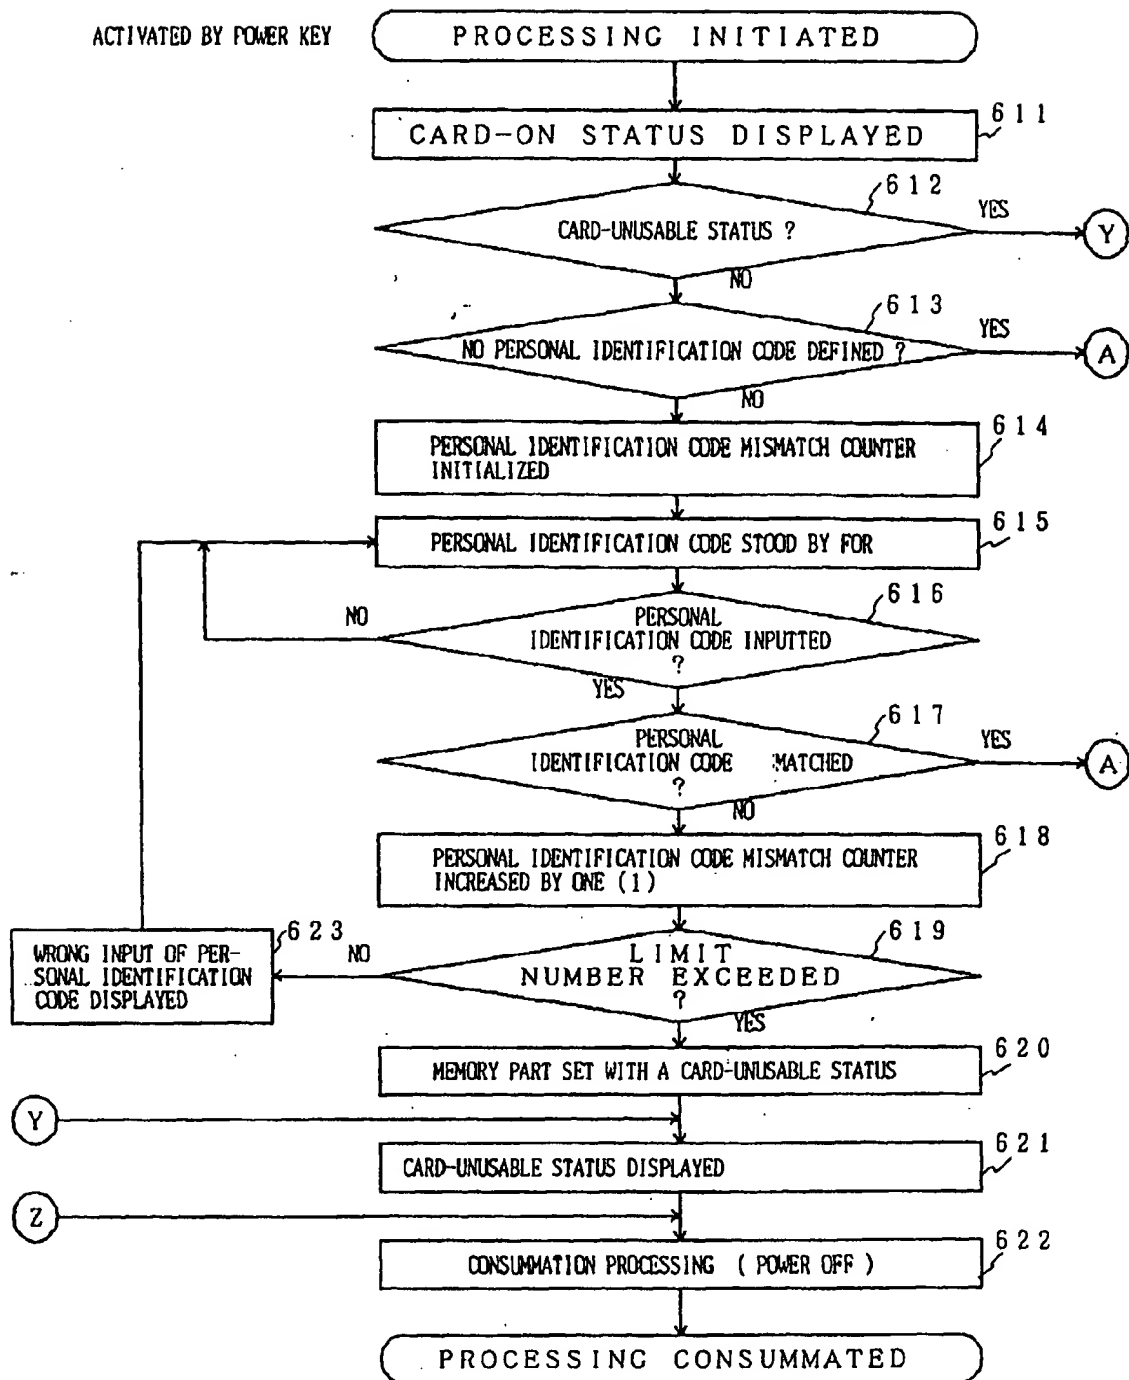 ACTIVATED BY POWER KEY
PROCESSING INITIATED
611
CARD-ON STATUS DISPLAYED
612
CARD-UNUSABLE STATUS ?
YES
Y
NO
613
NO PERSONAL IDENTIFICATION CODE DEFINED ?
YES
A
NO
614
PERSONAL IDENTIFICATION CODE MISMATCH COUNTER
INITIALIZED
615
PERSONAL IDENTIFICATION CODE STOOD BY FOR
616
NO
PERSONAL
IDENTIFICATION CODE INPUTTED
?
YES
617
PERSONAL
IDENTIFICATION CODE MATCHED
?
YES
A
NO
618
PERSONAL IDENTIFICATION CODE MISMATCH COUNTER
INCREASED BY ONE (1)
623
WRONG INPUT OF PER-
SONAL IDENTIFICATION
CODE DISPLAYED
NO
619
LIMIT
NUMBER EXCEEDED
?
YES
620
MEMORY PART SET WITH A CARD-UNUSABLE STATUS
Y
621
CARD-UNUSABLE STATUS DISPLAYED
Z
622
CONSUMMATION PROCESSING ( POWER OFF )
PROCESSING CONSUMMATED